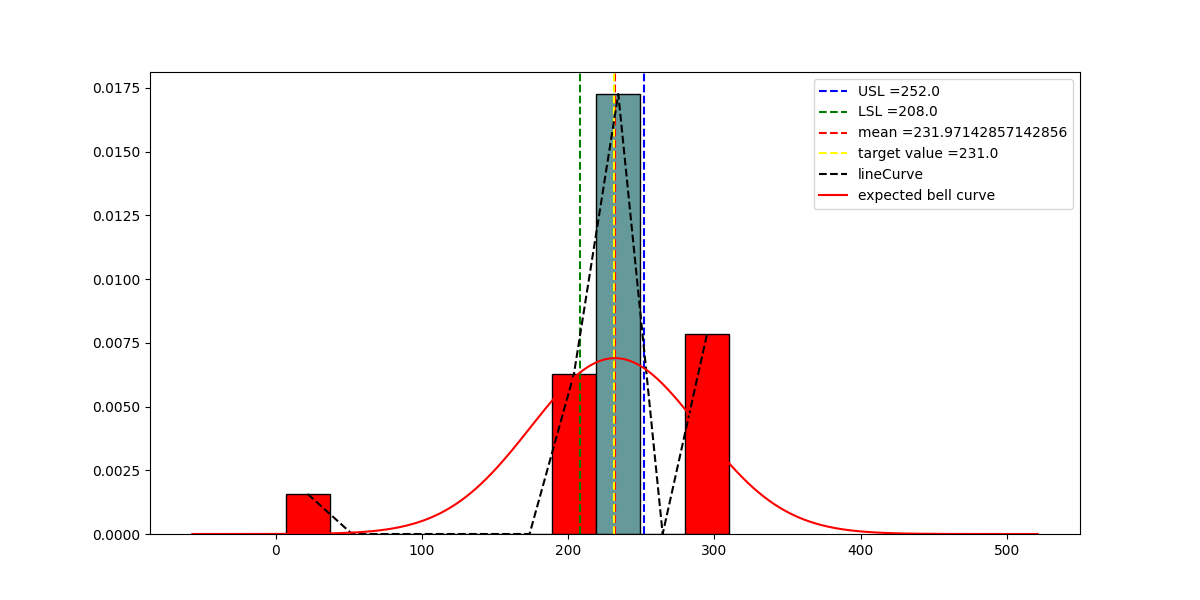 0.0175
0.0150
0.0125
0.0100
0.0075
0.0050
0.0025
0.0000
0
100
200
300
400
500
USL =252.0
LSL =208.0
mean =231.97142857142856
target value =231.0
lineCurve
expected bell curve